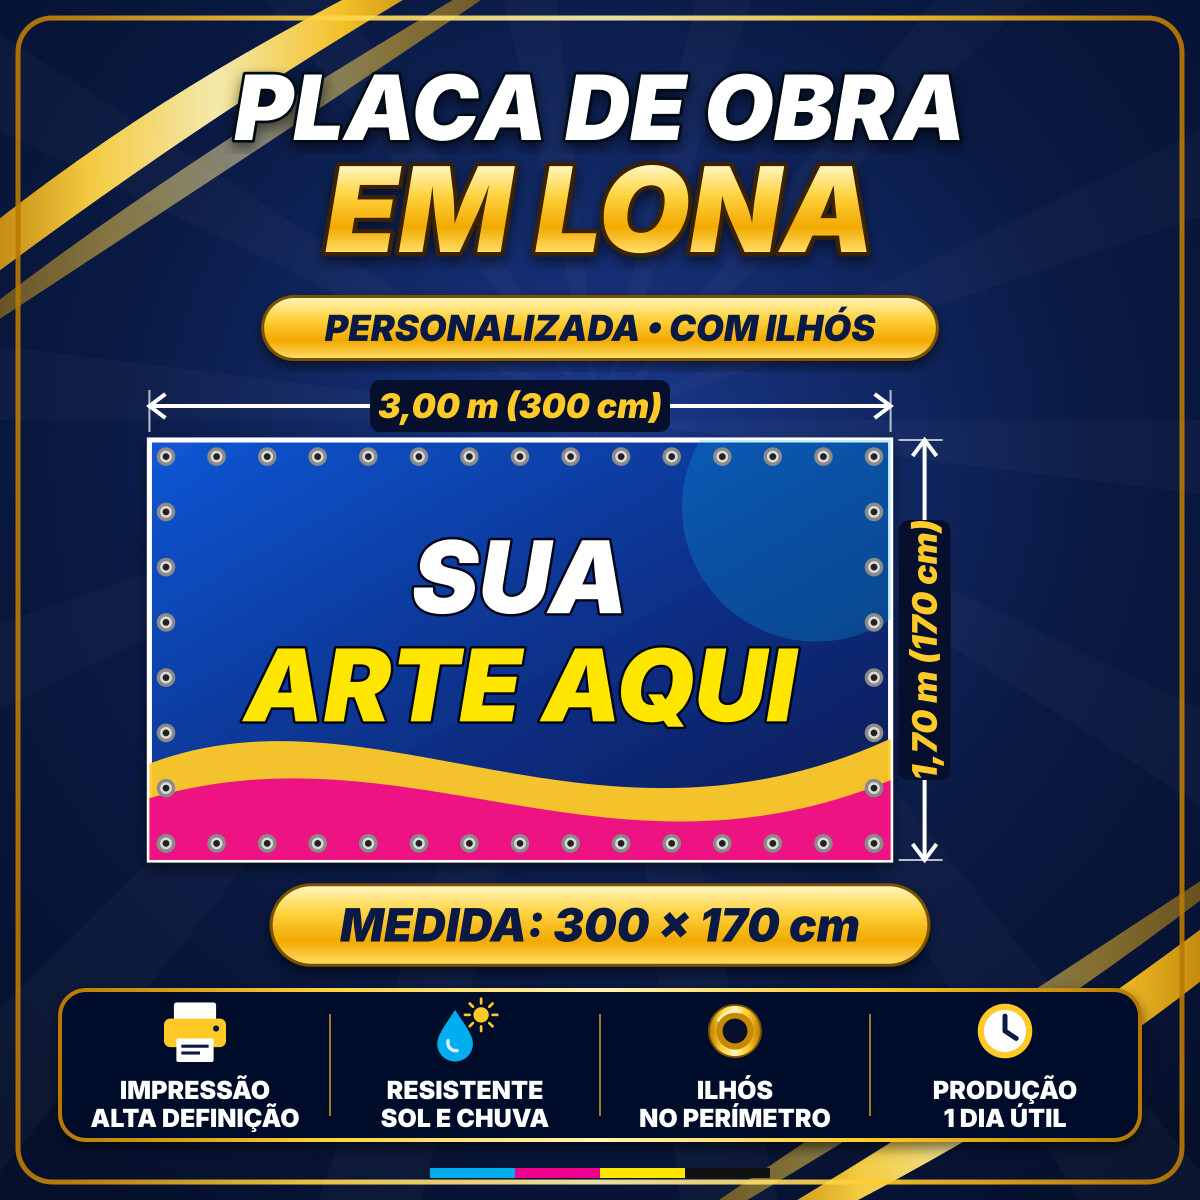 PLACA DE OBRA
EM LONA
PERSONALIZADA • COM ILHÓS
3,00 m (300 cm)
SUA
ARTE AQUI
1,70 m (170 cm)
MEDIDA: 300 × 170 cm
IMPRESSÃO
ALTA DEFINIÇÃO
RESISTENTE
SOL E CHUVA
ILHÓS
NO PERÍMETRO
PRODUÇÃO
1 DIA ÚTIL